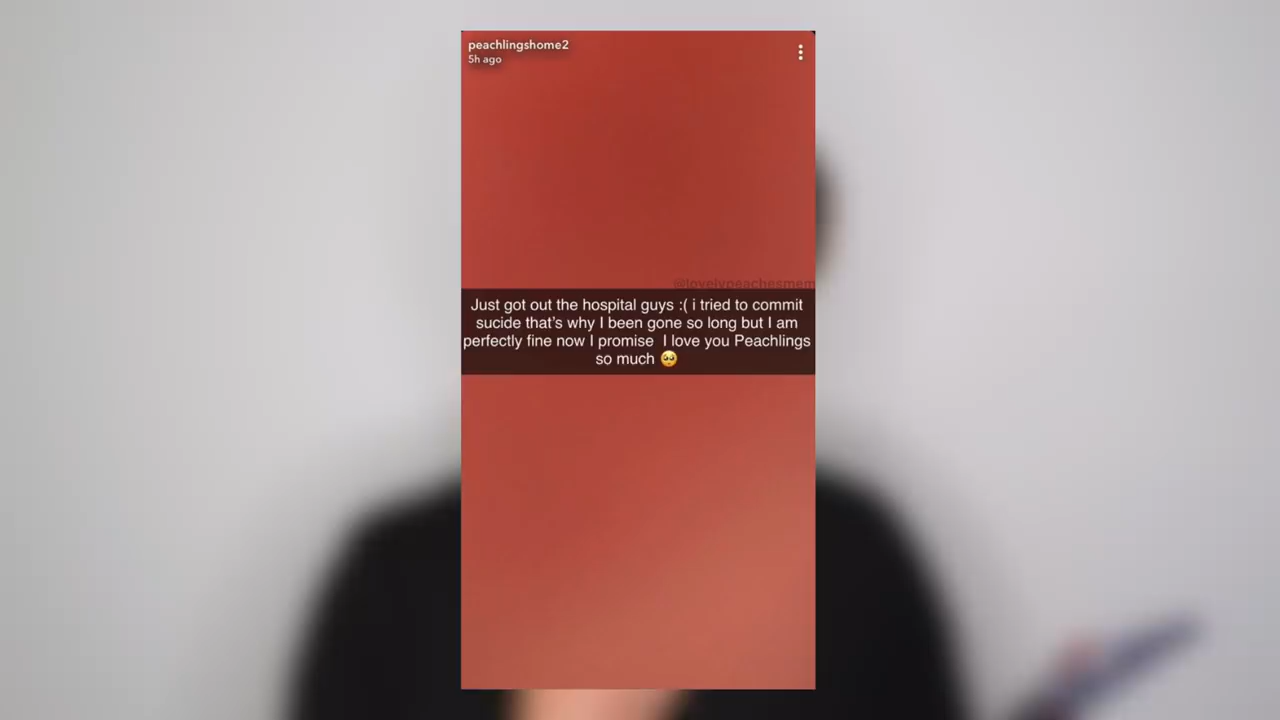 peachlingshome2
5h ago
@lovelypeachesmem
Just got out the hospital guys :( i tried to commit
sucide that's why I been gone so long but I am
perfectly fine now I promise  I love you Peachlings
so much 🥺